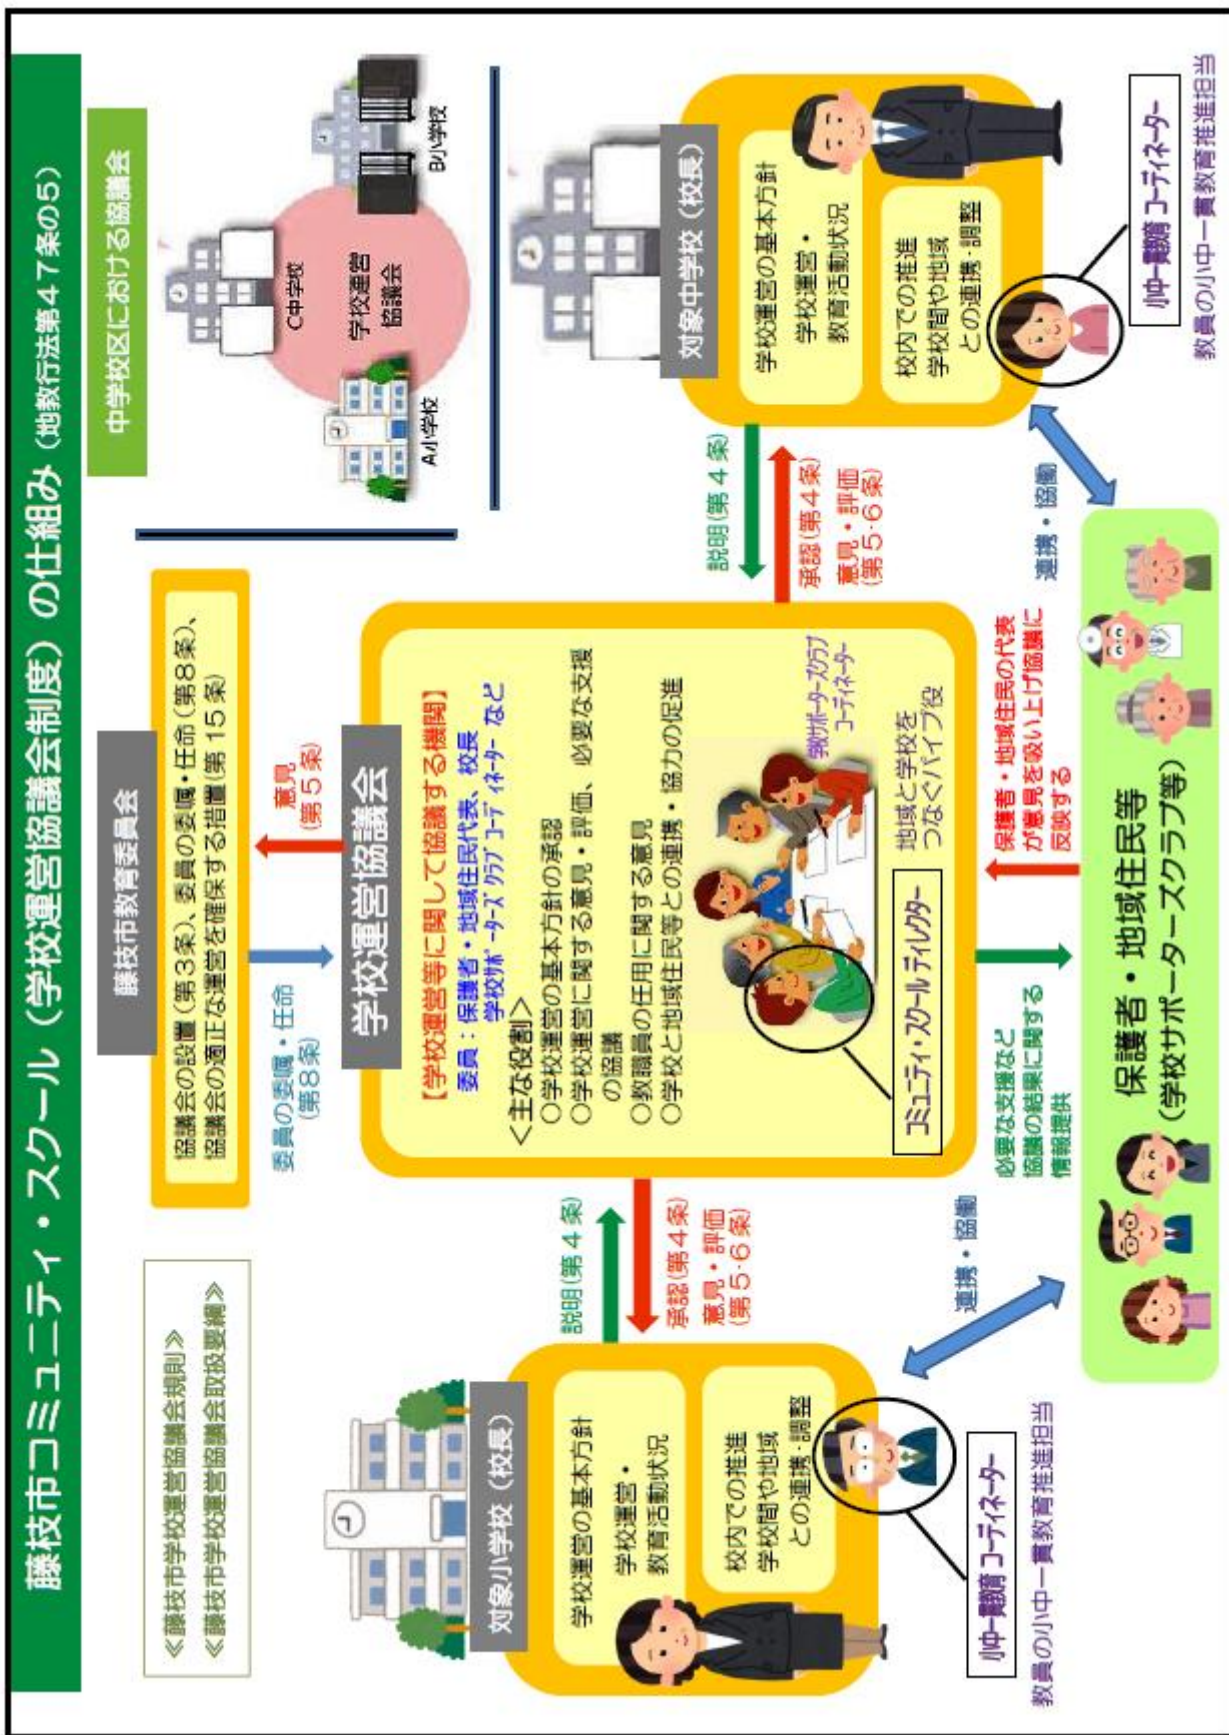 藤枝市コミュニティ・スクール（学校運営協議会制度）の仕組み（地教行法第４７条の５）
≪藤枝市学校運営協議会規則≫
≪藤枝市学校運営協議会取扱要綱≫
藤枝市教育委員会
協議会の設置（第３条）、委員の委嘱・任命（第８条）、
協議会の適正な運営を確保する措置（第１５条）
中学校区における協議会
C中学校
学校運営
協議会
A小学校
B小学校
委員の委嘱・任命
（第８条）
意見
（第５条）
学校運営協議会
【学校運営等に関して協議する機関】
委員：保護者・地域住民代表、校長
学校サポーターズクラブコーディネーター など
＜主な役割＞
○学校運営の基本方針の承認
○学校運営に関する意見・評価、必要な支援
の協議
○教職員の任用に関する意見
○学校と地域住民等との連携・協力の促進
学校サポーターズクラブ
コーディネーター
コミュニティ・スクールディレクター
地域と学校を
つなぐパイプ役
対象小学校（校長）
学校運営の基本方針
学校運営・
教育活動状況
校内での推進
学校間や地域
との連携・調整
小中一貫教育コーディネーター
教員の小中一貫教育推進担当
説明（第４条）
承認（第４条）
意見・評価
（第５・６条）
対象中学校（校長）
学校運営の基本方針
学校運営・
教育活動状況
校内での推進
学校間や地域
との連携・調整
小中一貫教育コーディネーター
教員の小中一貫教育推進担当
説明（第４条）
承認（第４条）
意見・評価
（第５・６条）
連携・協働
必要な支援など
協議の結果に関する
情報提供
保護者・地域住民の代表
が意見を吸い上げ協議に
反映する
連携・協働
保護者・地域住民等
（学校サポーターズクラブ等）